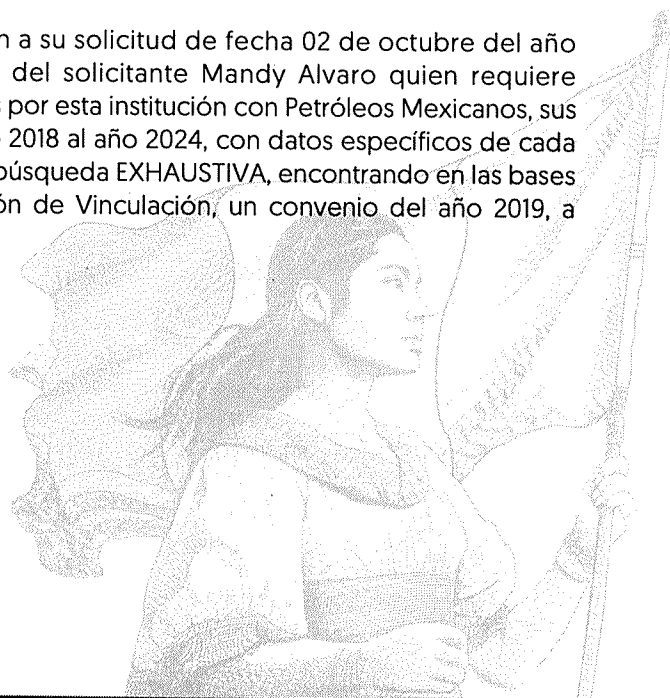 n a su solicitud de fecha 02 de octubre del año
del solicitante Mandy Alvaro quien requiere
s por esta institución con Petróleos Mexicanos, sus
2018 al año 2024, con datos específicos de cada
búsqueda EXHAUSTIVA, encontrando en las bases
ón de Vinculación, un convenio del año 2019, a